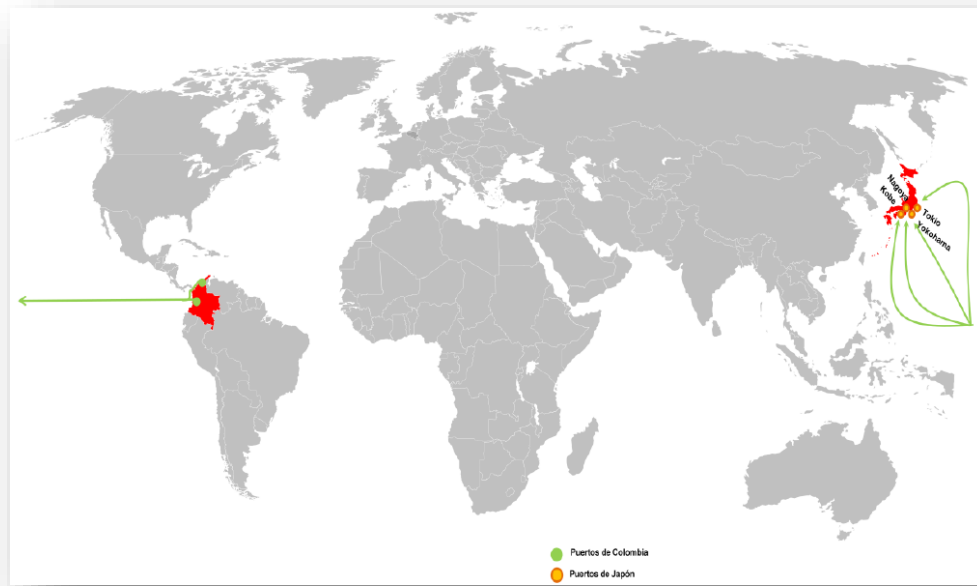 Nagoya
Kobe
Tokio
Yokohama
Puertos de Colombia
Puertos de Japón